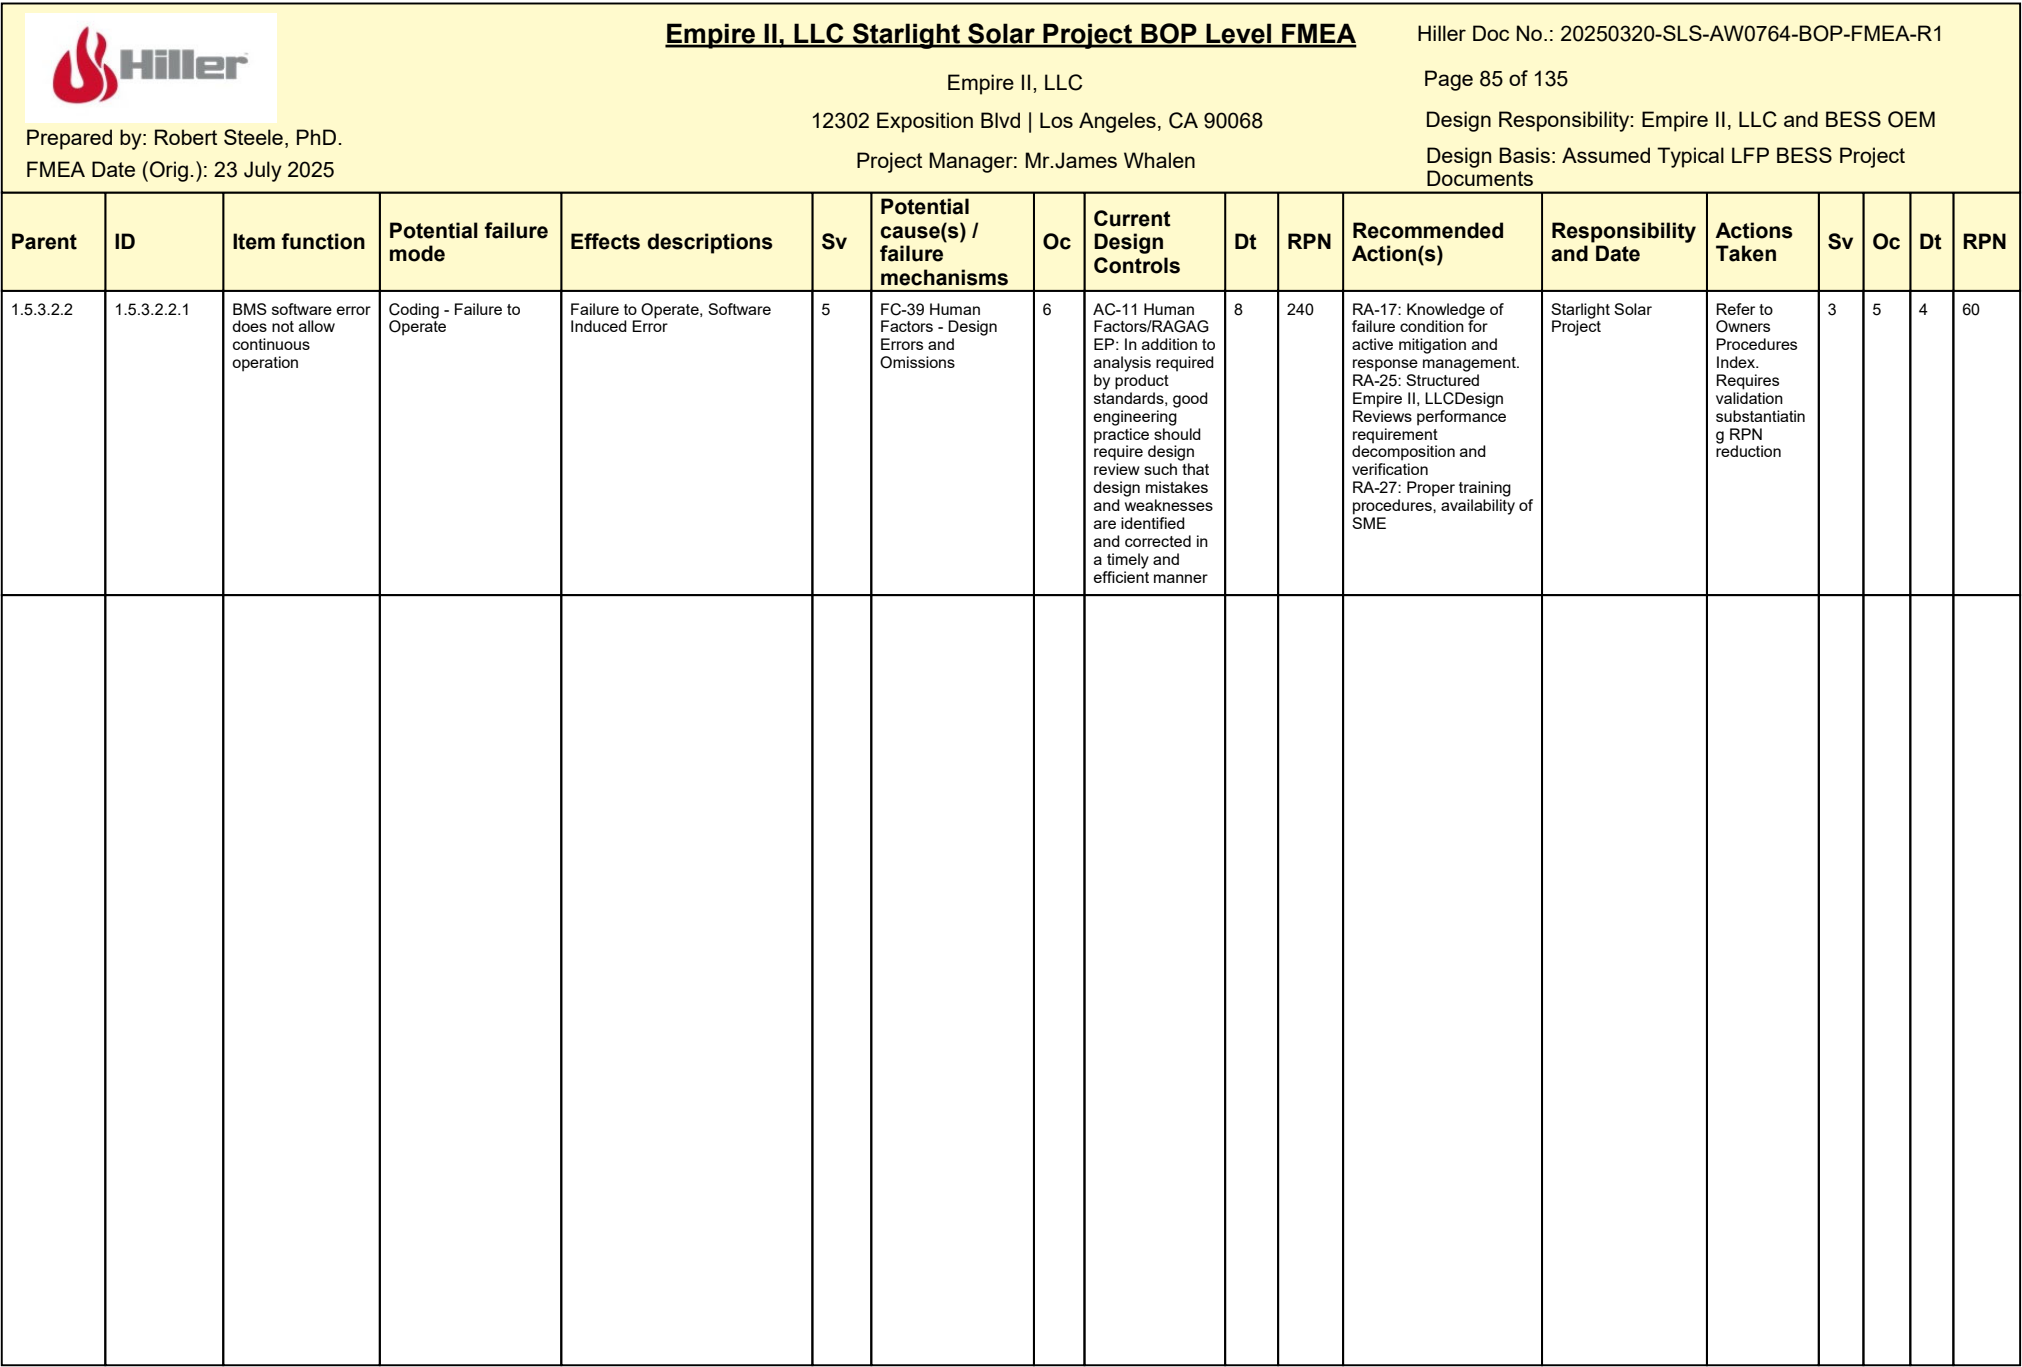 Hiller
Prepared by: Robert Steele, PhD.
FMEA Date (Orig.): 23 July 2025
Empire II, LLC Starlight Solar Project BOP Level FMEA
Empire II, LLC
12302 Exposition Blvd | Los Angeles, CA 90068
Project Manager: Mr.James Whalen
Hiller Doc No.: 20250320-SLS-AW0764-BOP-FMEA-R1
Page 85 of 135
Design Responsibility: Empire II, LLC and BESS OEM
Design Basis: Assumed Typical LFP BESS Project
Documents
Parent
ID
Item function
Potential failure
mode
Effects descriptions
Sv
Potential
cause(s) /
failure
mechanisms
Oc
Current
Design
Controls
Dt
RPN
Recommended
Action(s)
Responsibility
and Date
Actions
Taken
Sv
Oc
Dt
RPN
1.5.3.2.2
1.5.3.2.2.1
BMS software error
does not allow
continuous
operation
Coding - Failure to
Operate
Failure to Operate, Software
Induced Error
5
FC-39 Human
Factors - Design
Errors and
Omissions
6
AC-11 Human
Factors/RAGAG
EP: In addition to
analysis required
by product
standards, good
engineering
practice should
require design
review such that
design mistakes
and weaknesses
are identified
and corrected in
a timely and
efficient manner
8
240
RA-17: Knowledge of
failure condition for
active mitigation and
response management.
RA-25: Structured
Empire II, LLCDesign
Reviews performance
requirement
decomposition and
verification
RA-27: Proper training
procedures, availability of
SME
Starlight Solar
Project
Refer to
Owners
Procedures
Index.
Requires
validation
substantiatin
g RPN
reduction
3
5
4
60